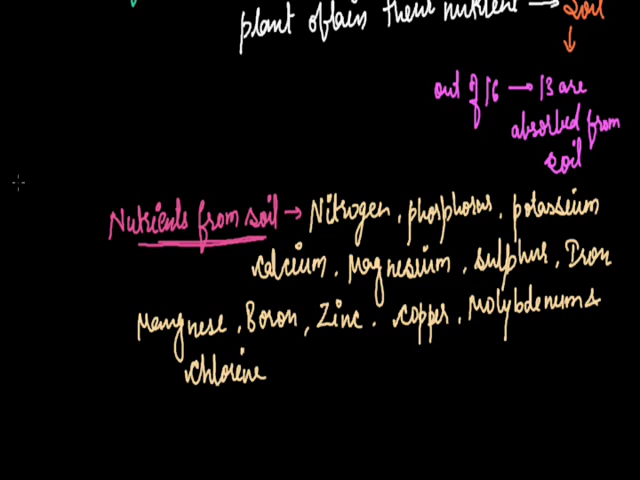 plant obtain their nutrient → Soil
↓
out of 16 → 13 are
absorbed from
soil
Nutrients from soil → Nitrogen, phosphorus, potassium
calcium, Magnesium, sulphur, Iron
Mangnese, Boron, Zinc. copper, Molybdenum &
chlorine